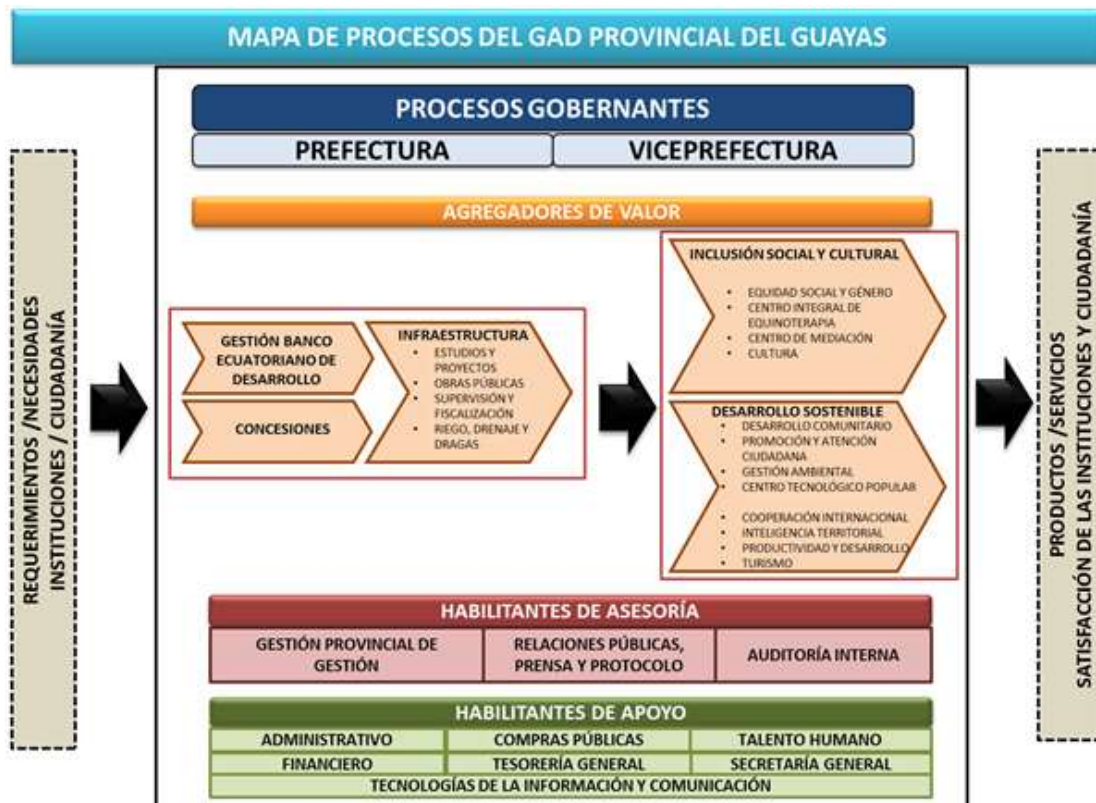 MAPA DE PROCESOS DEL GAD PROVINCIAL DEL GUAYAS
REQUERIMIENTOS /NECESIDADES
INSTITUCIONES / CIUDADANÍA
PROCESOS GOBERNANTES
PREFECTURA
VICEPREFECTURA
AGREGADORES DE VALOR
GESTIÓN BANCO
ECUATORIANO DE
DESARROLLO
CONCESIONES
INFRAESTRUCTURA
• ESTUDIOS Y
PROYECTOS
• OBRAS PÚBLICAS
• SUPERVISIÓN Y
FISCALIZACIÓN
• RIEGO, DRENAJE Y
DRAGAS
INCLUSIÓN SOCIAL Y CULTURAL
• EQUIDAD SOCIAL Y GÉNERO
• CENTRO INTEGRAL DE
EQUINOTERAPIA
• CENTRO DE MEDIACIÓN
• CULTURA
DESARROLLO SOSTENIBLE
• DESARROLLO COMUNITARIO
• PROMOCIÓN Y ATENCIÓN
CIUDADANA
• GESTIÓN AMBIENTAL
• CENTRO TECNOLÓGICO POPULAR
• COOPERACIÓN INTERNACIONAL
• INTELIGENCIA TERRITORIAL
• PRODUCTIVIDAD Y DESARROLLO
• TURISMO
HABILITANTES DE ASESORÍA
GESTIÓN PROVINCIAL DE
GESTIÓN
RELACIONES PÚBLICAS,
PRENSA Y PROTOCOLO
AUDITORÍA INTERNA
HABILITANTES DE APOYO
ADMINISTRATIVO
COMPRAS PÚBLICAS
TALENTO HUMANO
FINANCIERO
TESORERÍA GENERAL
SECRETARÍA GENERAL
TECNOLOGÍAS DE LA INFORMACIÓN Y COMUNICACIÓN
PRODUCTOS /SERVICIOS
SATISFACCIÓN DE LAS INSTITUCIONES Y CIUDADANÍA